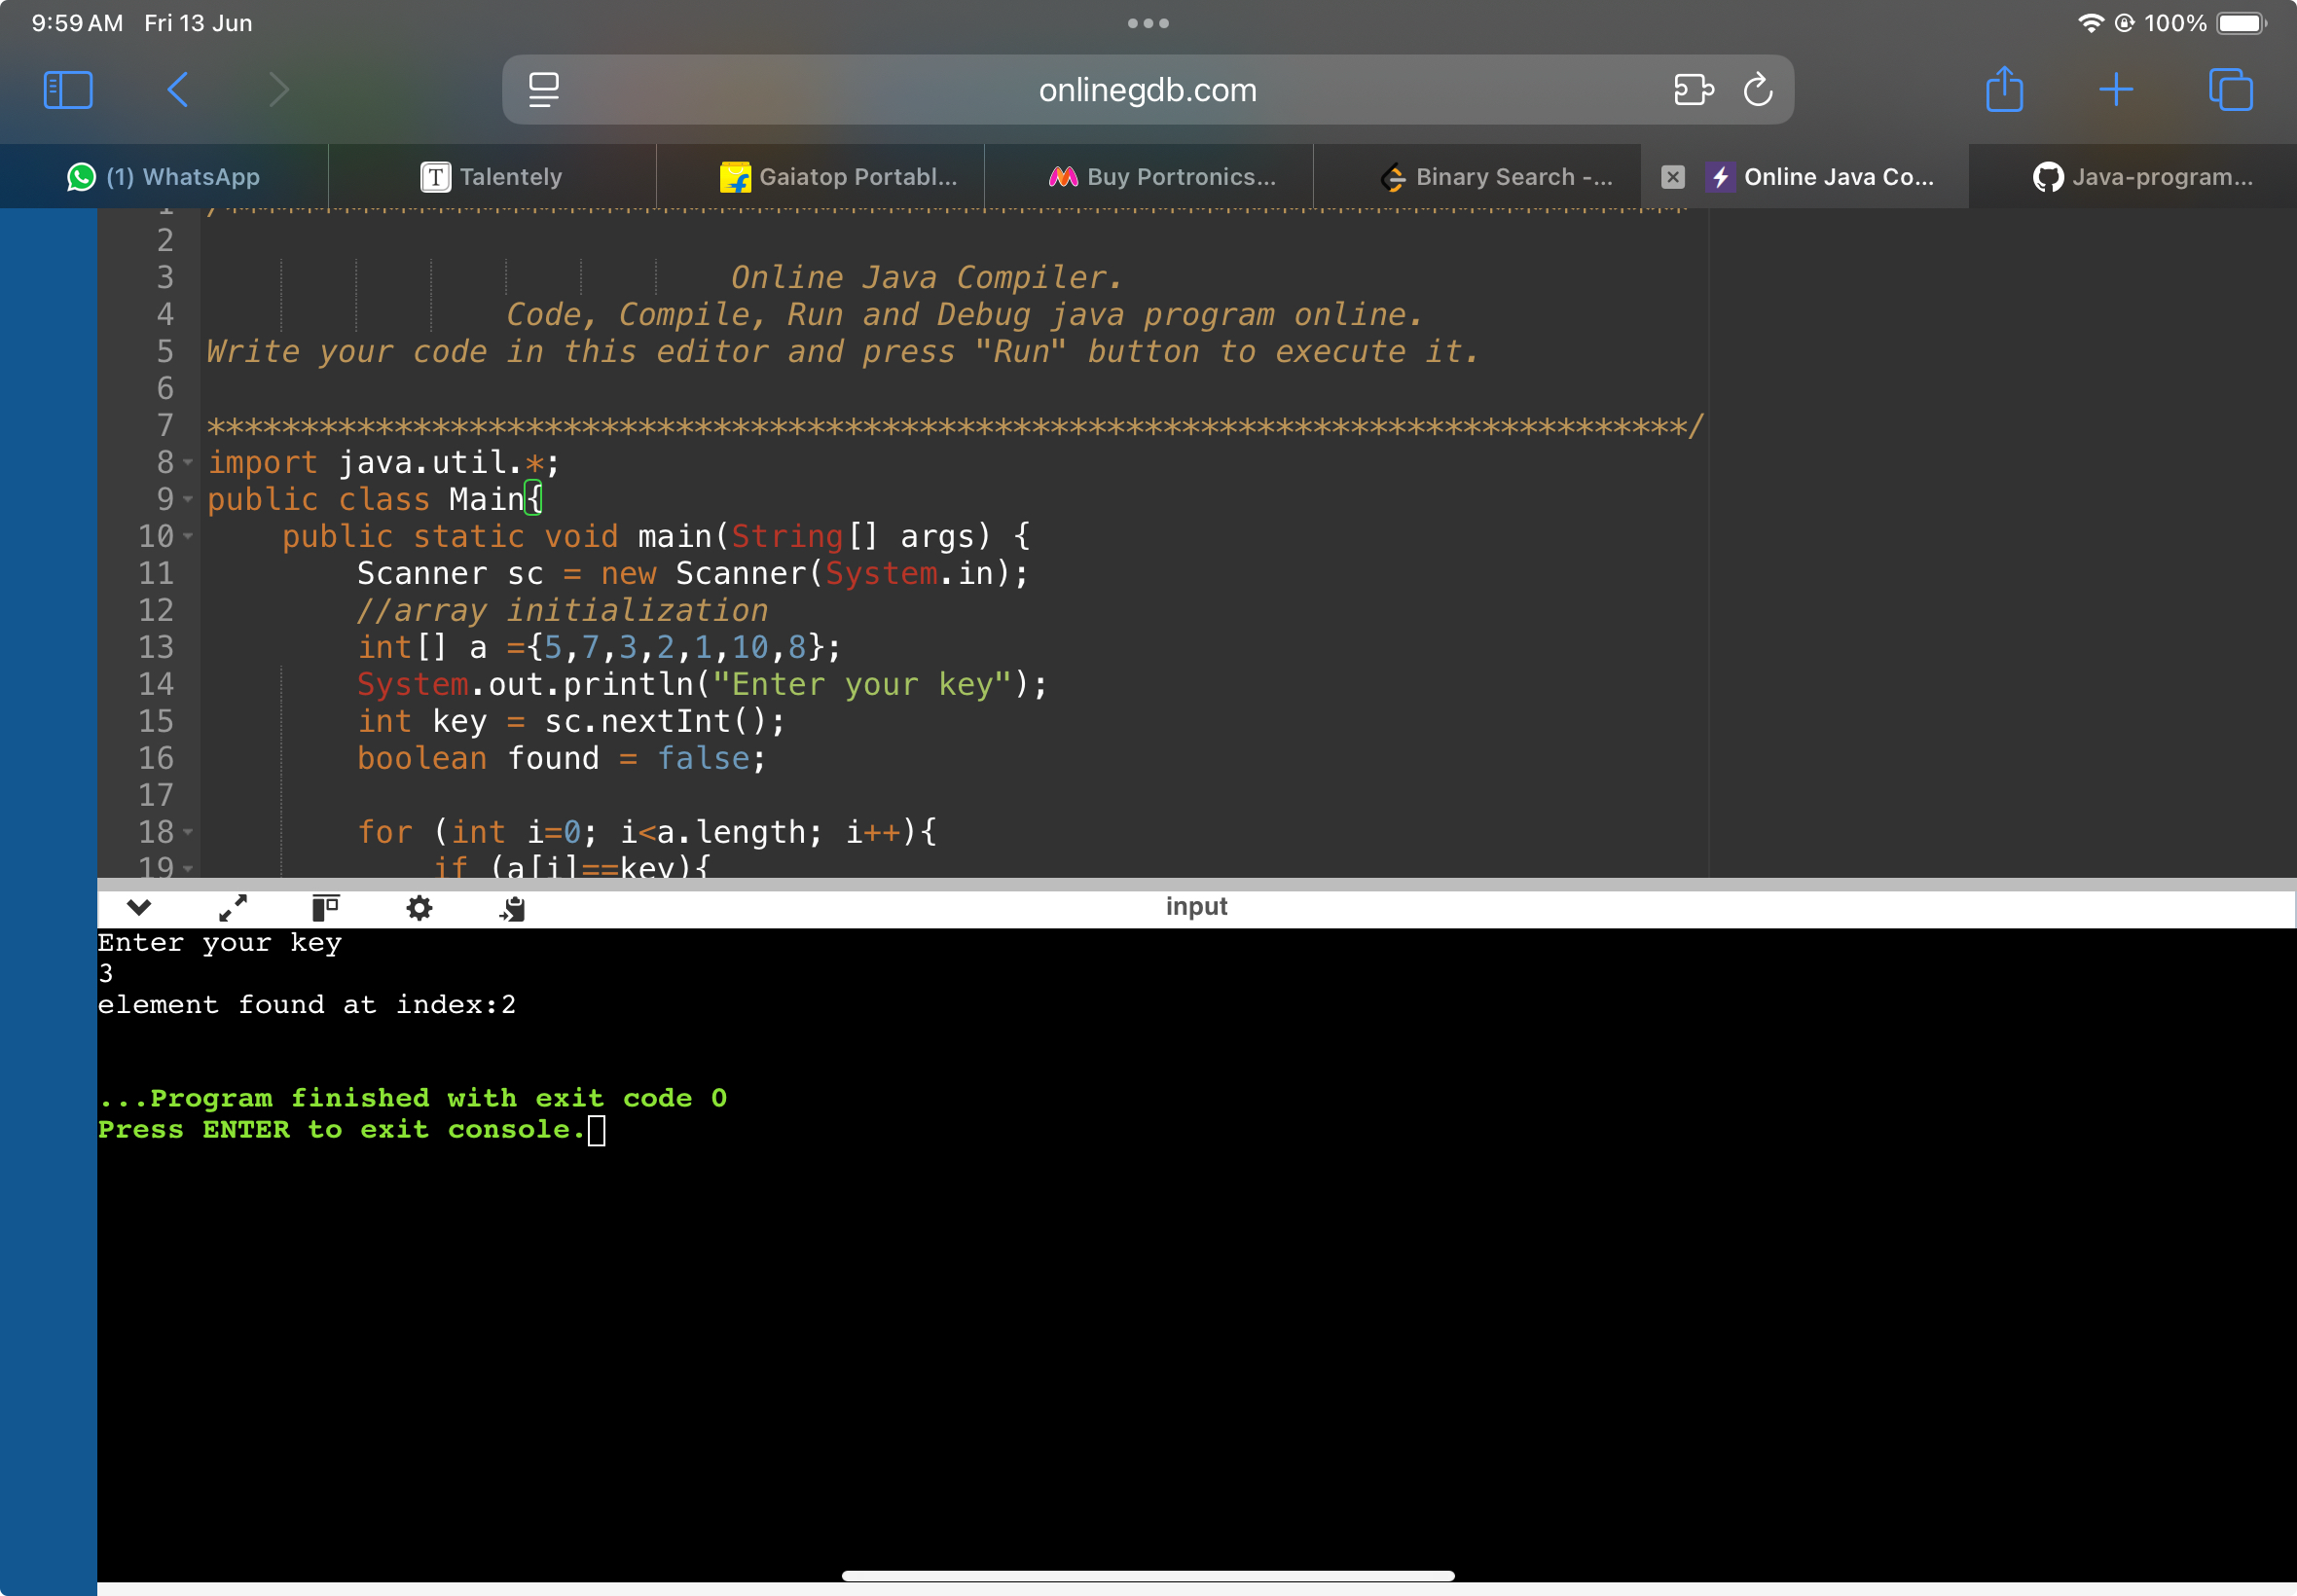 9:59 AM Fri 13 Jun 100%
onlinegdb.com
(1) WhatsApp Talentely Gaiatop Portabl... Buy Portronics... Binary Search -... Online Java Co... Java-program...
2
3 Online Java Compiler.
4 Code, Compile, Run and Debug java program online.
5 Write your code in this editor and press "Run" button to execute it.
6
7 *******************************************************************************/
8 import java.util.*;
9 public class Main{
10 public static void main(String[] args) {
11 Scanner sc = new Scanner(System.in);
12 //array initialization
13 int[] a ={5,7,3,2,1,10,8};
14 System.out.println("Enter your key");
15 int key = sc.nextInt();
16 boolean found = false;
17
18 for (int i=0; i<a.length; i++){
19 if (a[i]==key){
input
Enter your key
3
element found at index:2
...Program finished with exit code 0
Press ENTER to exit console.